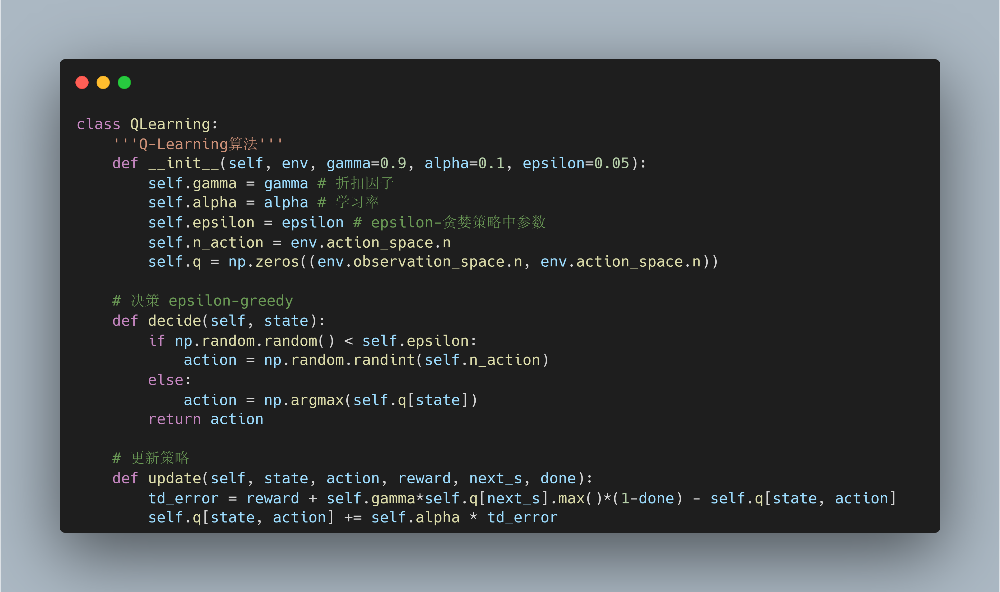 class QLearning:
    '''Q-Learning算法'''
    def __init__(self, env, gamma=0.9, alpha=0.1, epsilon=0.05):
        self.gamma = gamma # 折扣因子
        self.alpha = alpha # 学习率
        self.epsilon = epsilon # epsilon-贪婪策略中参数
        self.n_action = env.action_space.n
        self.q = np.zeros((env.observation_space.n, env.action_space.n))
    # 决策 epsilon-greedy
    def decide(self, state):
        if np.random.random() < self.epsilon:
            action = np.random.randint(self.n_action)
        else:
            action = np.argmax(self.q[state])
        return action
    # 更新策略
    def update(self, state, action, reward, next_s, done):
        td_error = reward + self.gamma*self.q[next_s].max()*(1-done) - self.q[state, action]
        self.q[state, action] += self.alpha * td_error